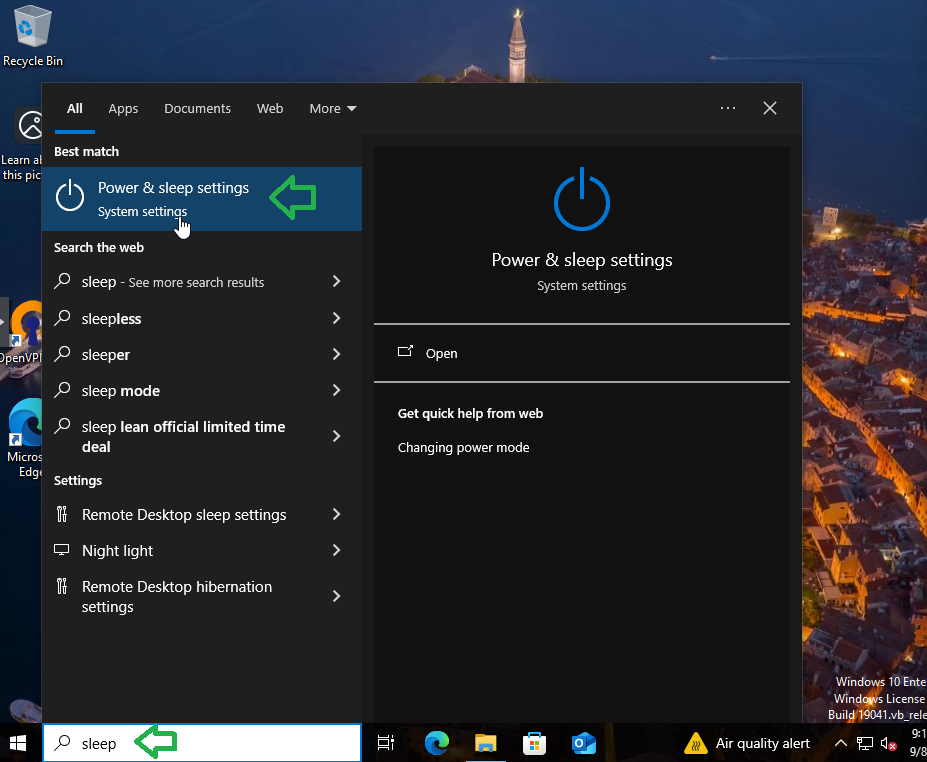 Recycle Bin
Learn a
this pic
OpenVP
Micros
Edge
All Apps Documents Web More
Best match
Power & sleep settings
System settings
Search the web
sleep - See more search results
sleepless
sleeper
sleep mode
sleep lean official limited time
deal
Settings
Remote Desktop sleep settings
Night light
Remote Desktop hibernation
settings
Power & sleep settings
System settings
Open
Get quick help from web
Changing power mode
Windows 10 Ente
Windows License
Build 19041.vb_rele
sleep
Air quality alert
9:1
9/8